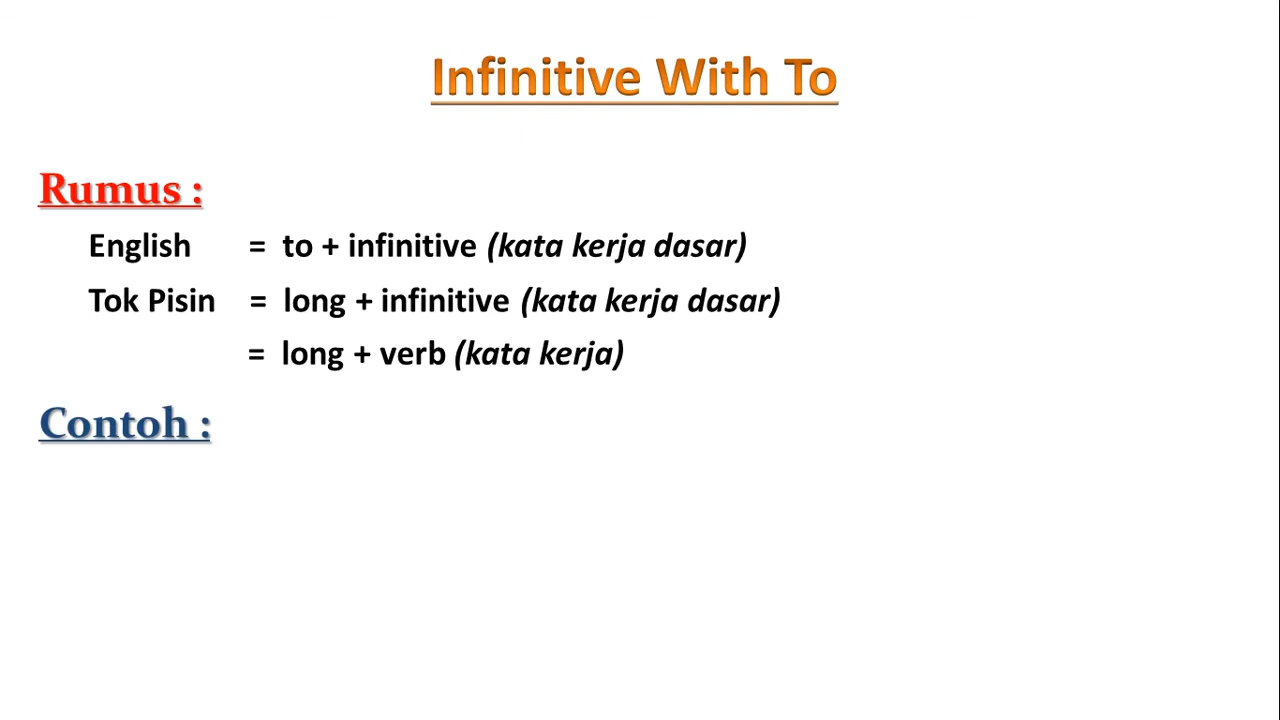 Infinitive With To
Rumus :
English = to + infinitive (kata kerja dasar)
Tok Pisin = long + infinitive (kata kerja dasar)
= long + verb (kata kerja)
Contoh :